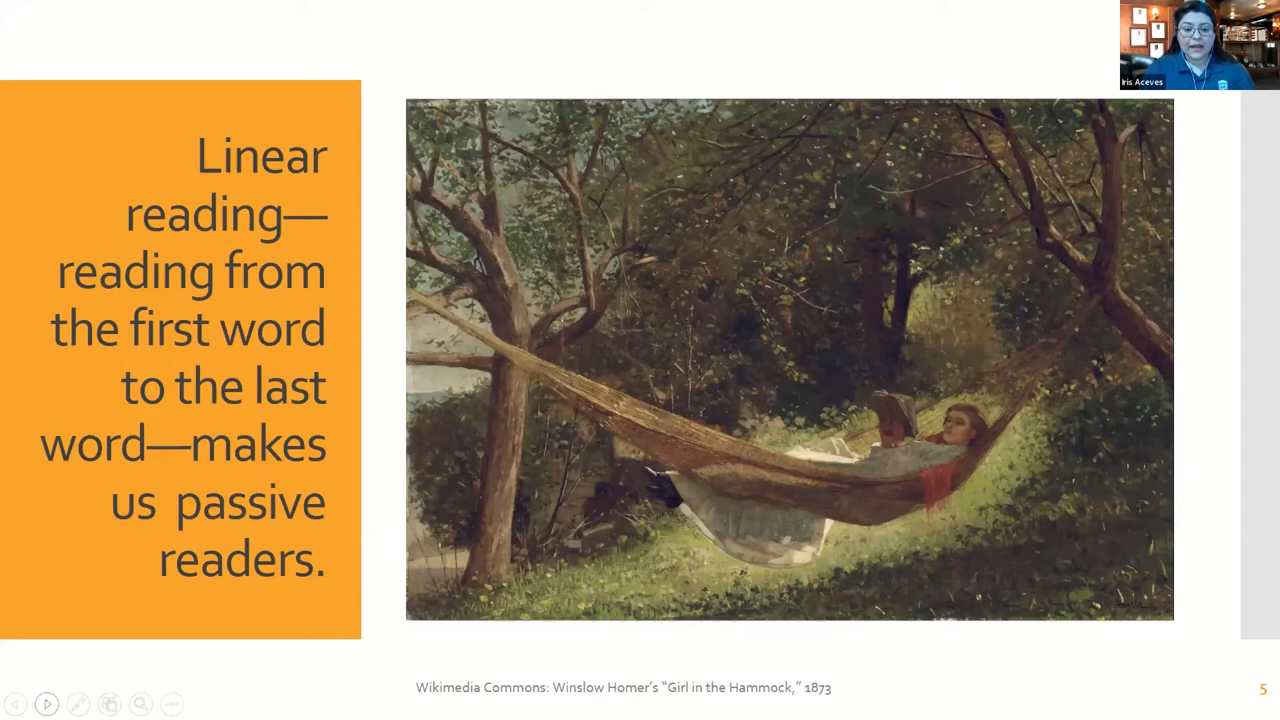 Iris Aceves
Linear
reading—
reading from
the first word
to the last
word—makes
us passive
readers.
Wikimedia Commons: Winslow Homer's “Girl in the Hammock,” 1873
5